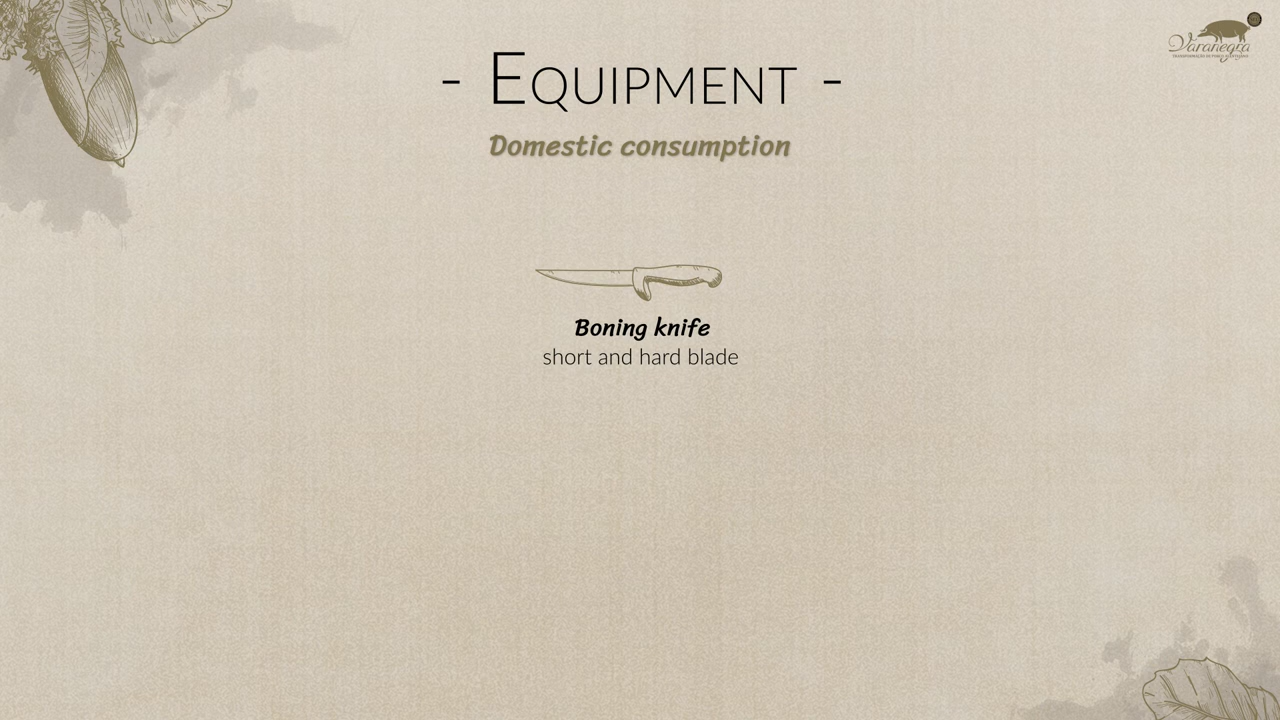 - Equipment -
Domestic consumption
Boning knife
short and hard blade
Varanegra